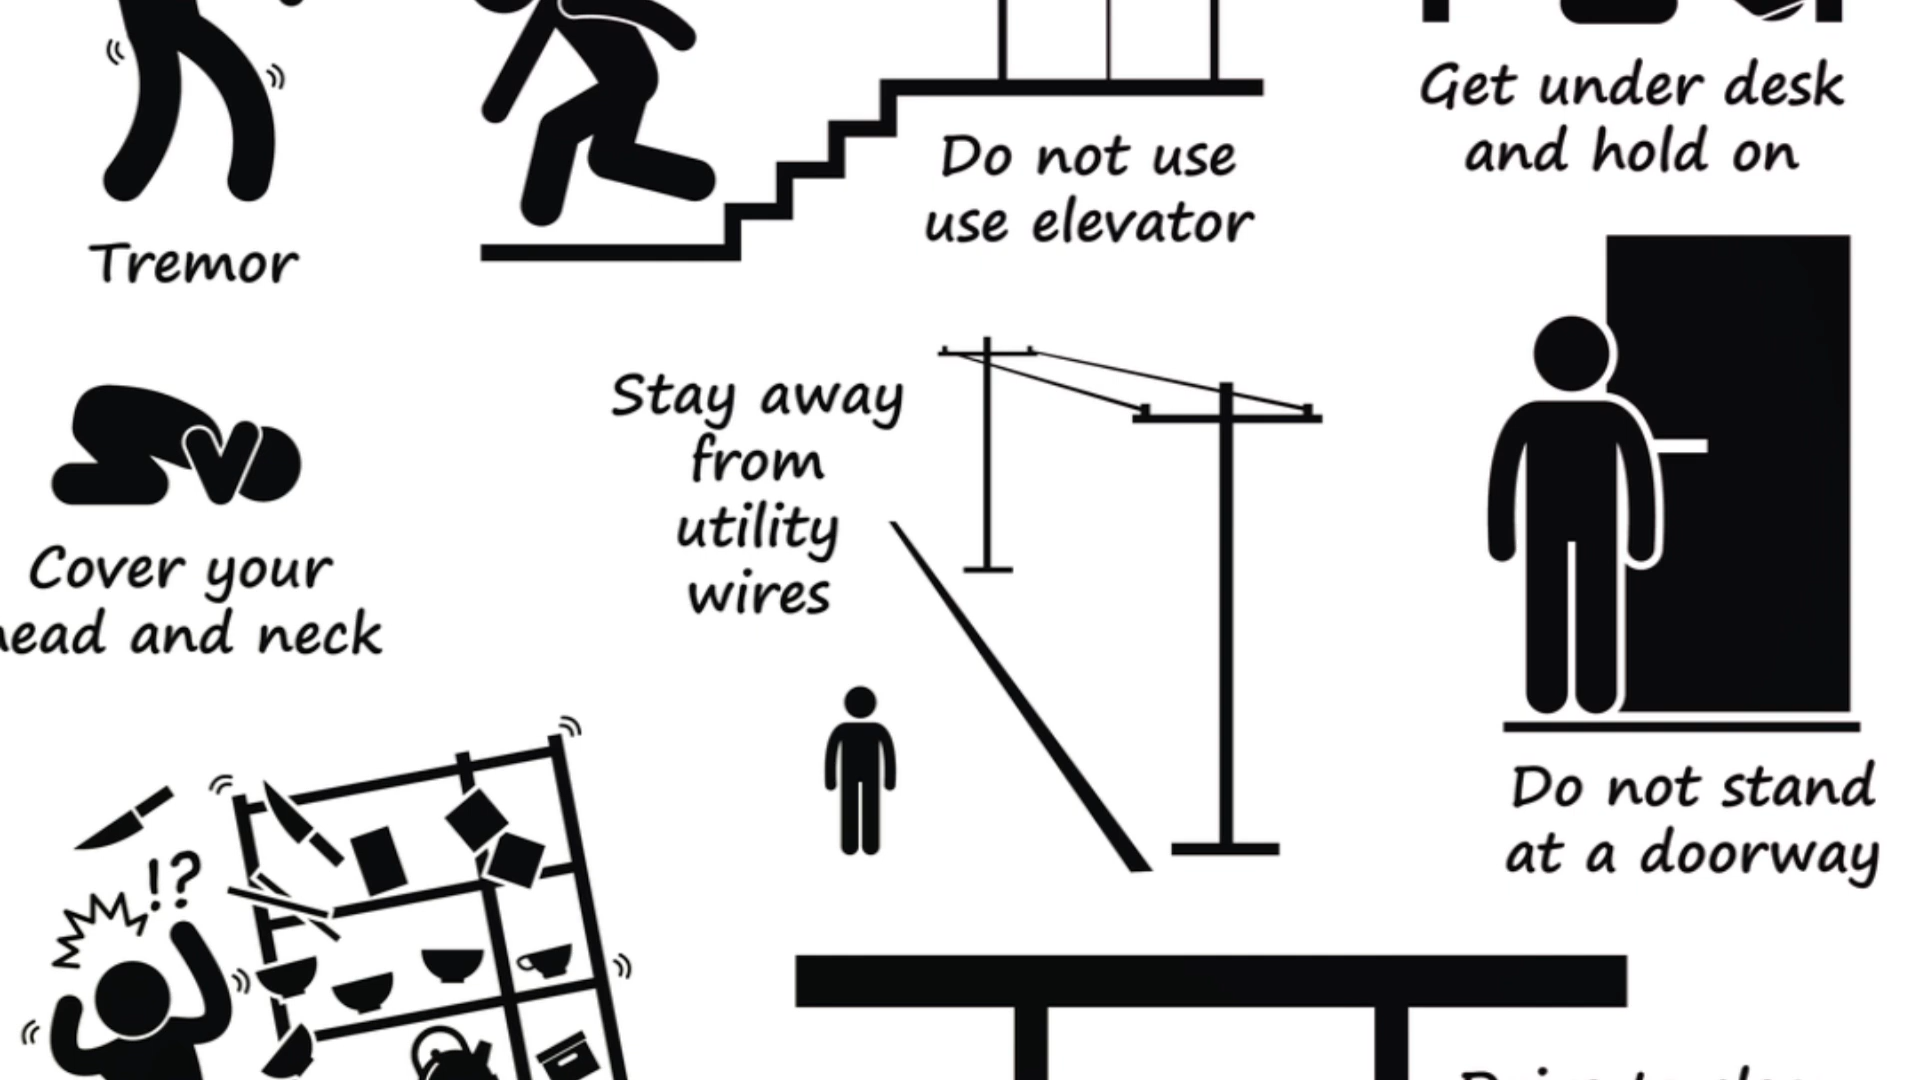 Get under desk
and hold on
Do not use
use elevator
Tremor
Stay away
from
utility
wires
Cover your
head and neck
Do not stand
at a doorway
!?